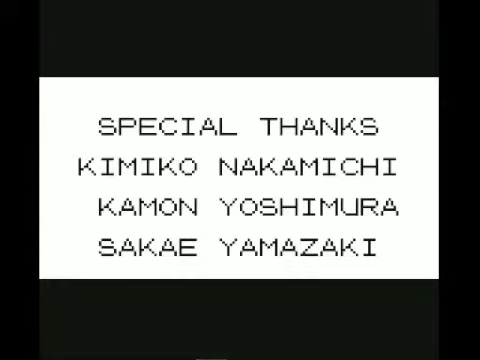 SPECIAL THANKS
KIMIKO NAKAMICHI
KAMON YOSHIMURA
SAKAE YAMAZAKI